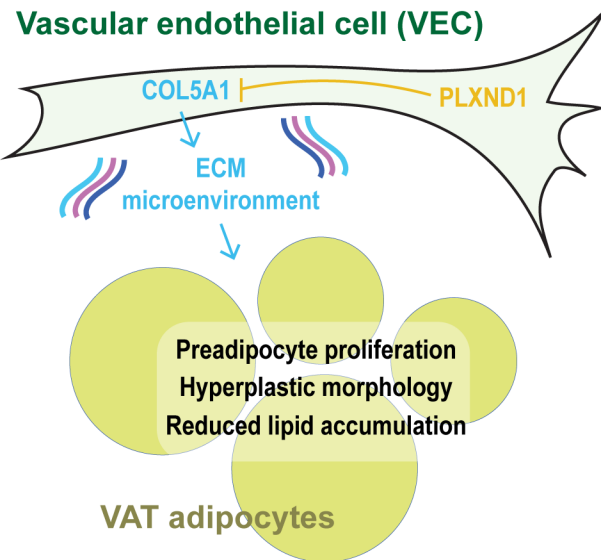 Vascular endothelial cell (VEC)
COL5A1
PLXND1
ECM
microenvironment
Preadipocyte proliferation
Hyperplastic morphology
Reduced lipid accumulation
VAT adipocytes